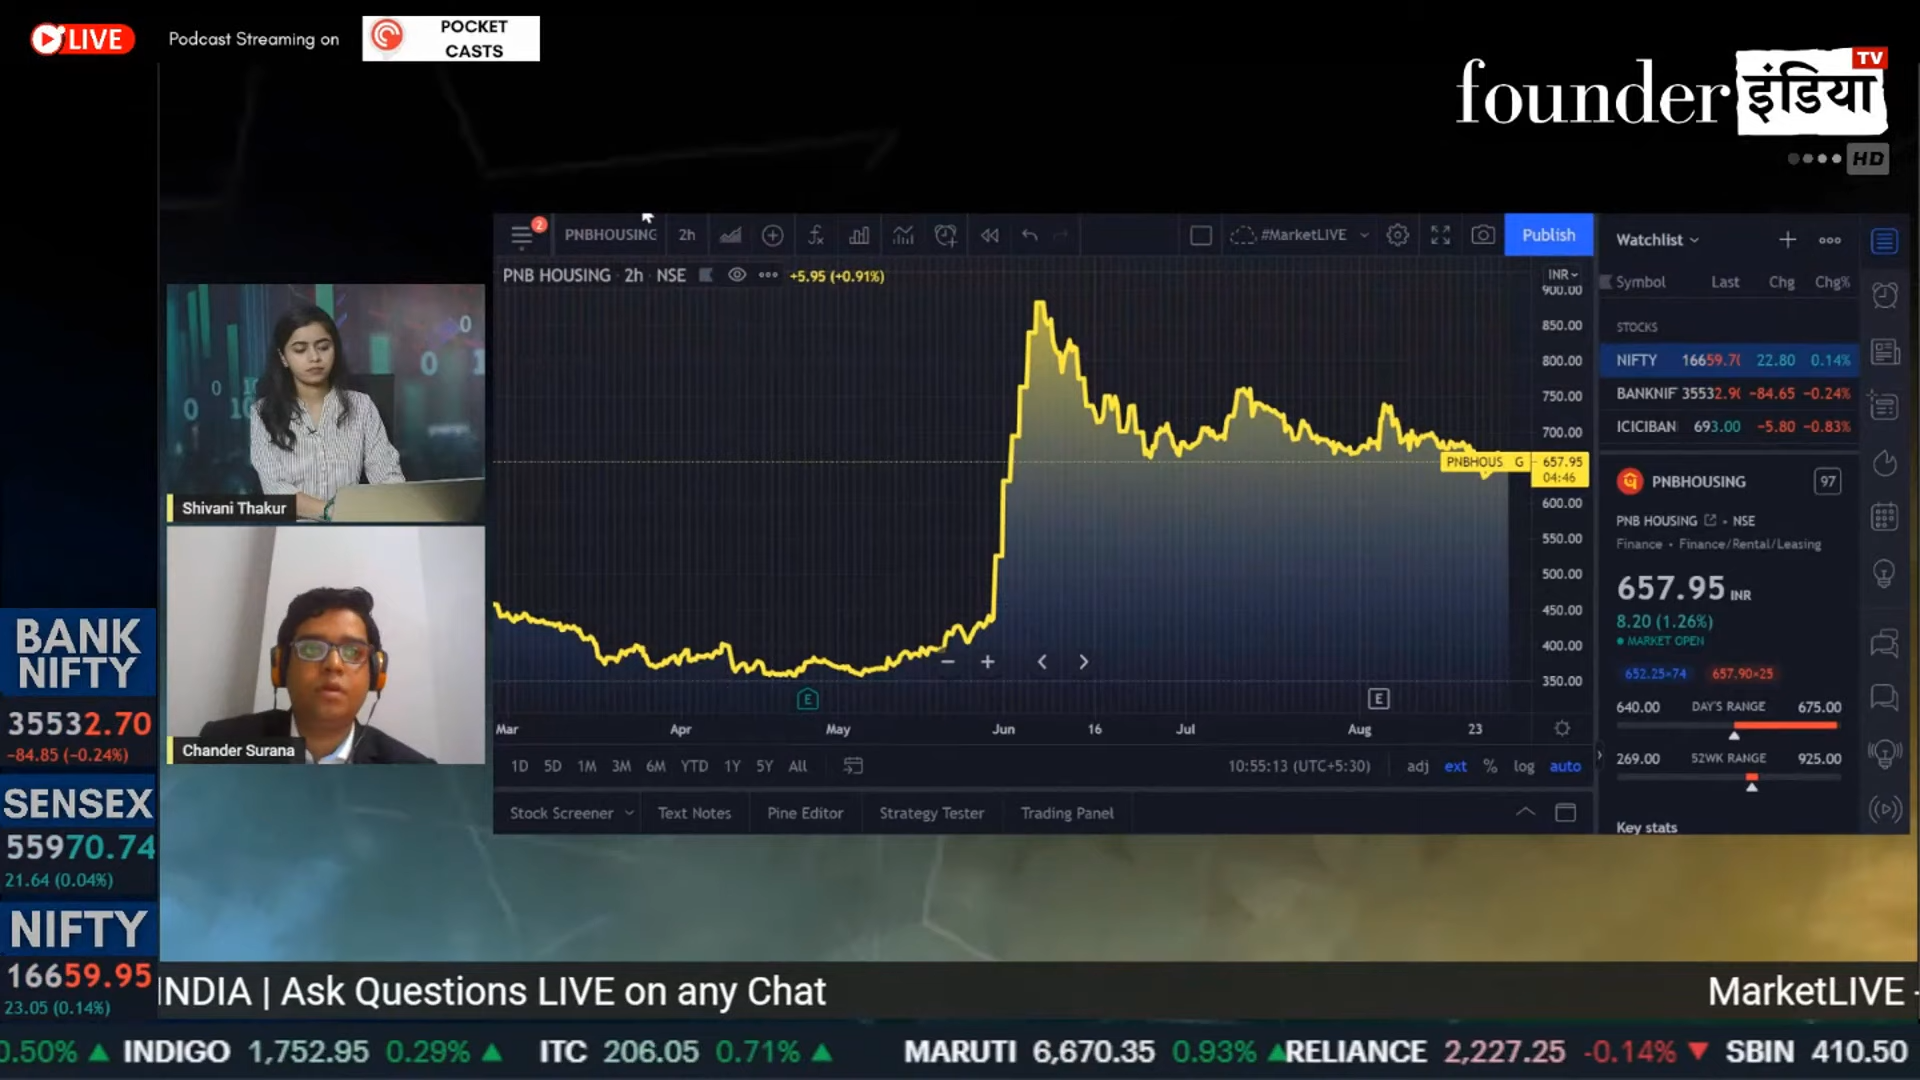 LIVE
Podcast Streaming on
POCKET
CASTS
founder इंडिया TV
HD
2
PNBHOUSING 2h
#MarketLIVE
Publish
PNB HOUSING · 2h · NSE +5.95 (+0.91%)
INR
900.00
850.00
800.00
750.00
700.00
PNBHOUS G 657.95
04:46
600.00
550.00
500.00
450.00
400.00
350.00
E E
Mar Apr May Jun 16 Jul Aug 23
1D 5D 1M 3M 6M YTD 1Y 5Y All
10:55:13 (UTC+5:30) adj ext % log auto
Stock Screener Text Notes Pine Editor Strategy Tester Trading Panel
Watchlist
Symbol Last Chg Chg%
STOCKS
NIFTY 16659.70 22.80 0.14%
BANKNIF 35532.90 −84.65 −0.24%
ICICIBAN 693.00 −5.80 −0.83%
PNBHOUSING 97
PNB HOUSING · NSE
Finance · Finance/Rental/Leasing
657.95 INR
8.20 (1.26%)
MARKET OPEN
652.25×74 657.90×25
640.00 DAY'S RANGE 675.00
269.00 52WK RANGE 925.00
Key stats
Shivani Thakur
Chander Surana
BANK
NIFTY
35532.70
−84.85 (−0.24%)
SENSEX
55970.74
21.64 (0.04%)
NIFTY
16659.95
23.05 (0.14%)
INDIA | Ask Questions LIVE on any Chat MarketLIVE -
0.50% ▲ INDIGO 1,752.95 0.29% ▲ ITC 206.05 0.71% ▲ MARUTI 6,670.35 0.93% ▲ RELIANCE 2,227.25 -0.14% ▼ SBIN 410.50